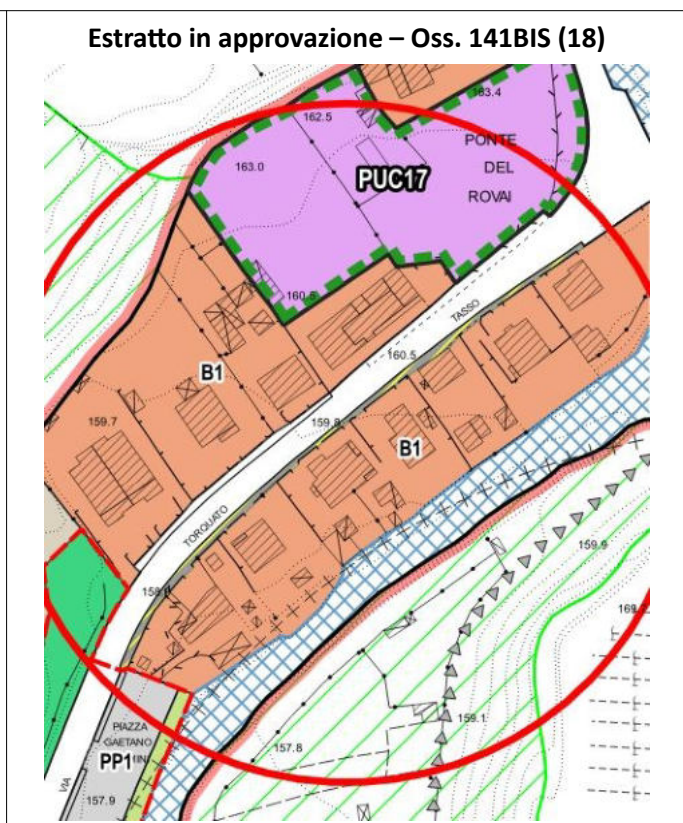 Estratto in approvazione – Oss. 141BIS (18)
163.4
162.5
PONTE
DEL
ROVAI
163.0
PUC17
160.5
TASSO
160.5
B1
159.7
159.8
B1
TORQUATO
159.9
158.
PIAZZA
GAETANO
PP1
159.1
157.8
VIA
157.9